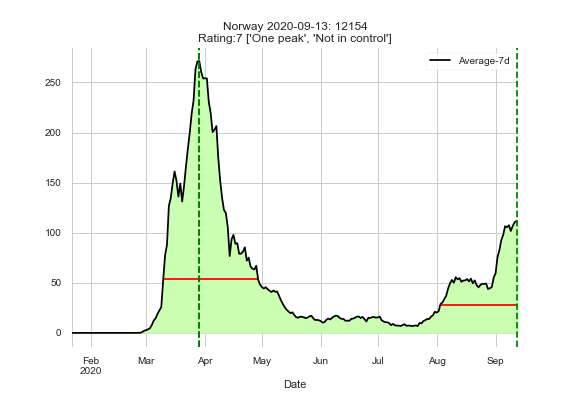 Norway 2020-09-13: 12154
Rating:7 ['One peak', 'Not in control']
Average-7d
250
200
150
100
50
0
Feb Mar Apr May Jun Jul Aug Sep
2020
Date